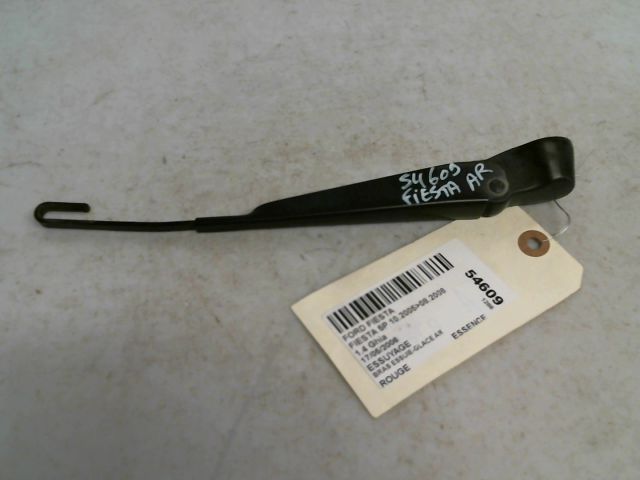 54609
FiESTA AR
54609
FORD FIESTA
FIESTA 5P 10.2005>08.2008
1.4 Ghia
17/05/2006
ESSUYAGE ESSENCE
BRAS ESSUIE-GLACE AR
ROUGE